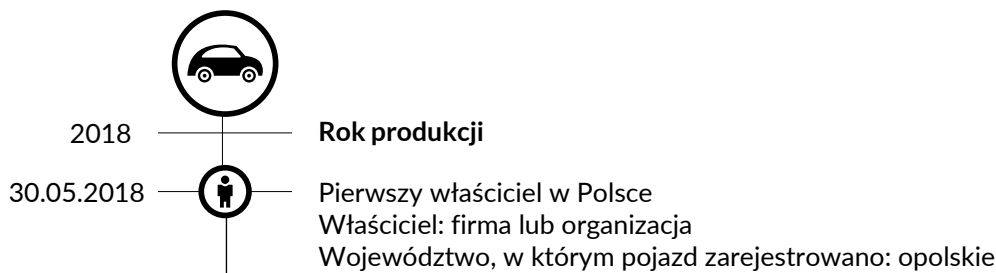 2018 Rok produkcji
30.05.2018 Pierwszy właściciel w Polsce
Właściciel: firma lub organizacja
Województwo, w którym pojazd zarejestrowano: opolskie